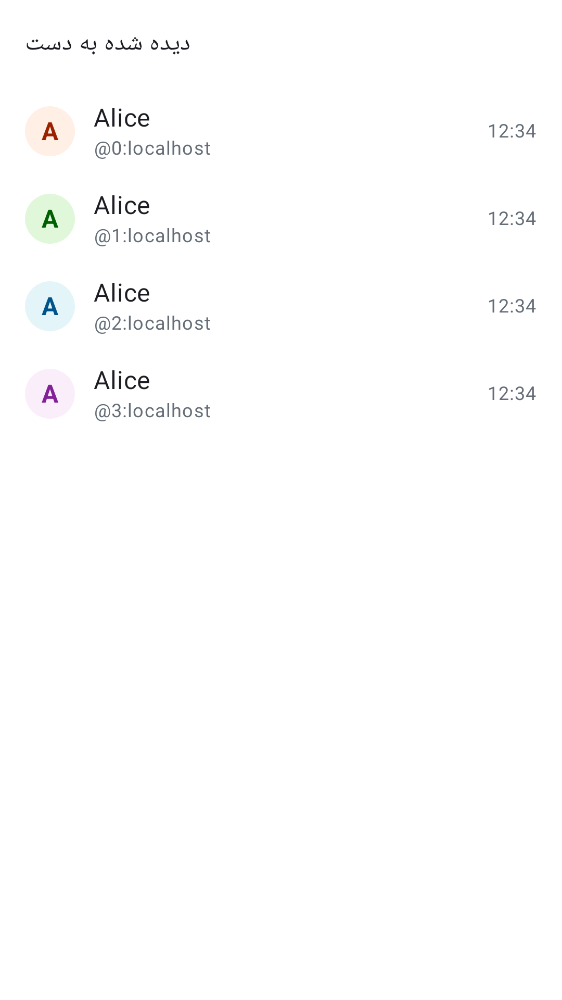 دیده شده به دست
A
Alice
@0:localhost
12:34
A
Alice
@1:localhost
12:34
A
Alice
@2:localhost
12:34
A
Alice
@3:localhost
12:34